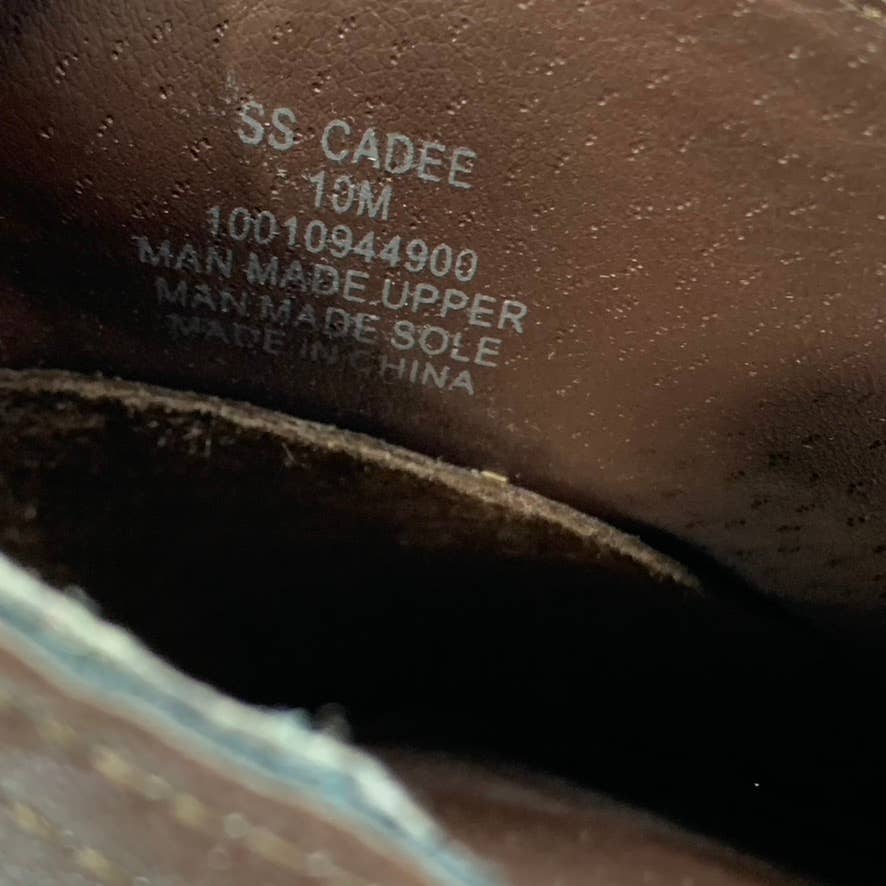 SS CADEE
10M
10010944900
MAN MADE UPPER
MAN MADE SOLE
MADE IN CHINA